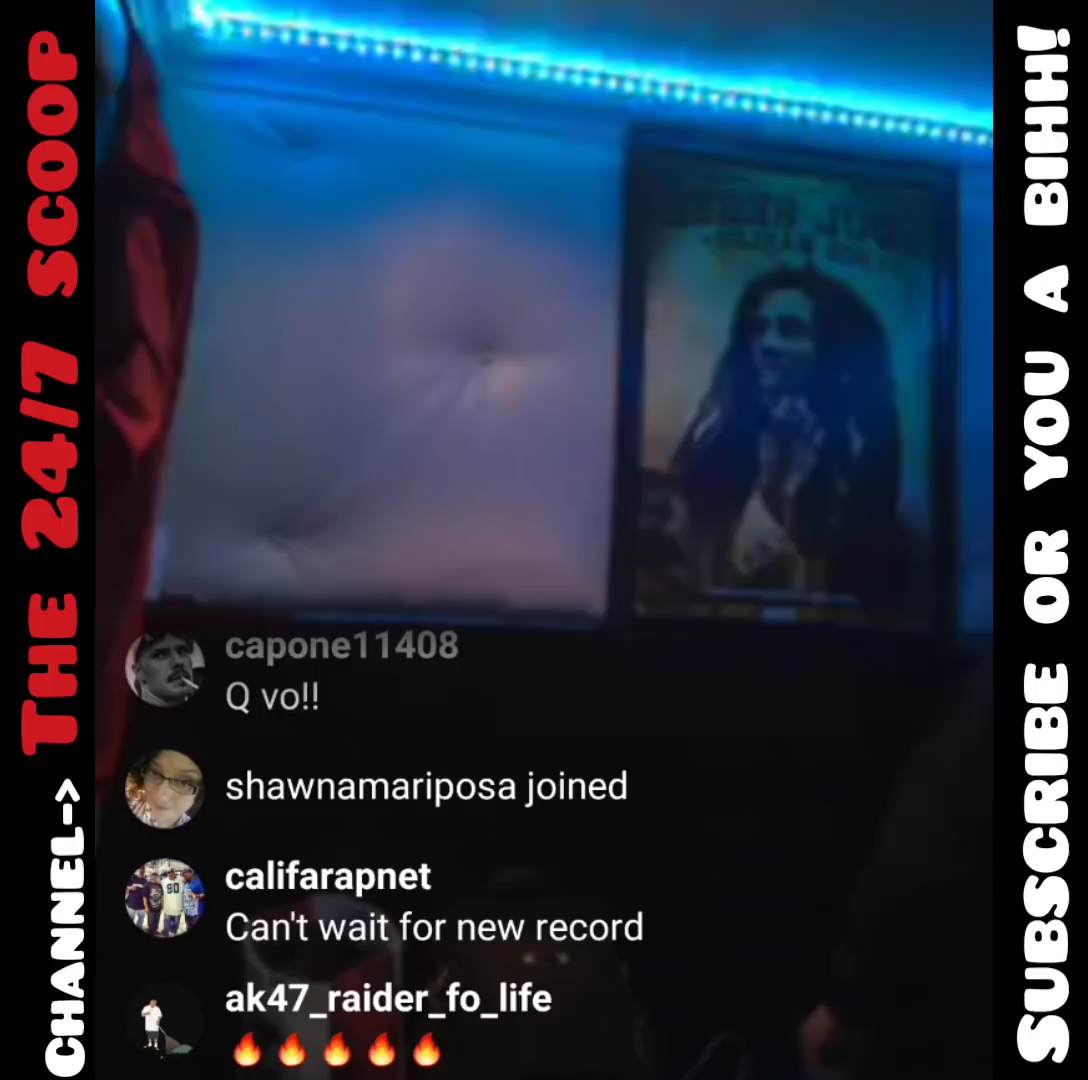 CHANNEL--> THE 24/7 SCOOP
capone11408
Q vo!!
shawnamariposa joined
califarapnet
Can't wait for new record
ak47_raider_fo_life
🔥🔥🔥🔥🔥
SUBSCRIBE OR YOU A BIHH!